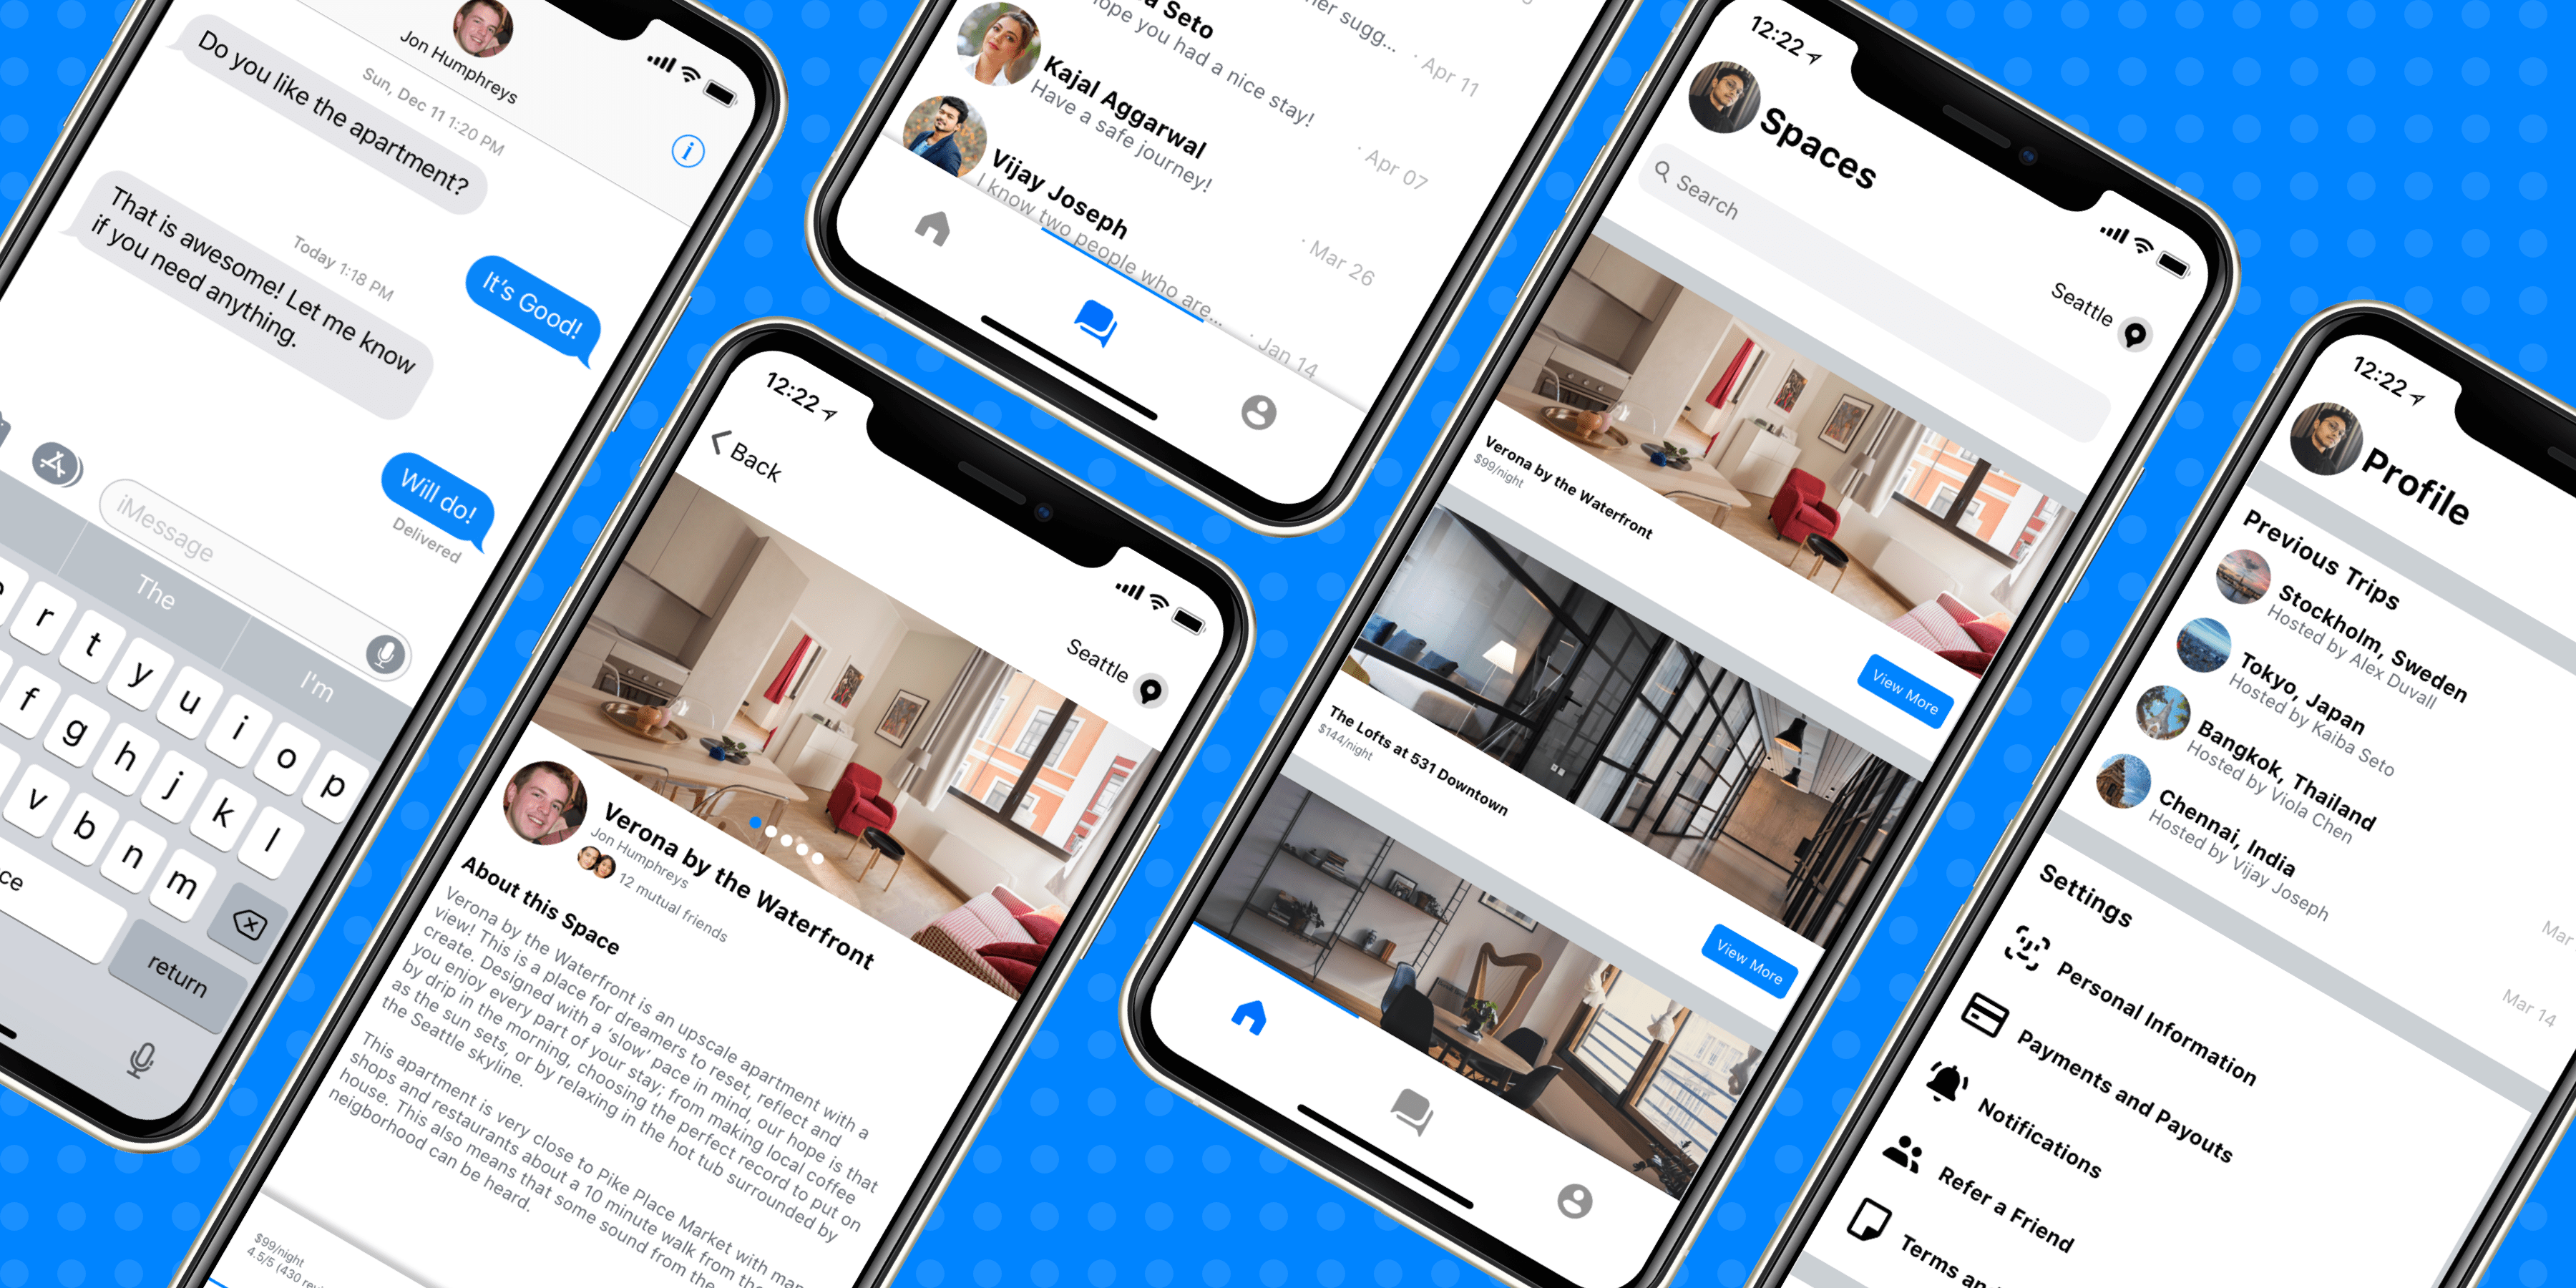 Jon Humphreys
Sun, Dec 11 1:20 PM
Do you like the apartment?
It's Good!
Today 1:18 PM
That is awesome! Let me know
if you need anything.
Will do!
Delivered
iMessage
The
I'm
r t y u i o p
f g h j k l
v b n m
return
Seto
ope you had a nice stay!
Apr 11
Kajal Aggarwal
Have a safe journey!
· Apr 07
Vijay Joseph
I know two people who are...
· Mar 26
· Jan 14
12:22
Back
Seattle
Verona by the Waterfront
Jon Humphreys
12 mutual friends
About this Space
Verona by the Waterfront is an upscale apartment with a
view! This is a place for dreamers to reset, reflect and
create. Designed with a 'slow' pace in mind, our hope is that
you enjoy every part of your stay; from making local coffee
by drip in the morning, choosing the perfect record to put on
as the sun sets, or by relaxing in the hot tub surrounded by
the Seattle skyline.
This apartment is very close to Pike Place Market with
shops and restaurants about a 10 minute walk from the
house. This also means that some sound from the
neigborhood can be heard.
$99/night
4.5/5 (430
12:22
Spaces
Search
Seattle
Verona by the Waterfront
$99/night
View More
The Lofts at 531 Downtown
$144/night
View More
12:22
Profile
Previous Trips
Stockholm, Sweden
Hosted by Alex Duvall
Tokyo, Japan
Hosted by Kaiba Seto
Bangkok, Thailand
Hosted by Viola Chen
Mar
Chennai, India
Hosted by Vijay Joseph
Mar 14
Settings
Personal Information
Payments and Payouts
Notifications
Refer a Friend
Terms